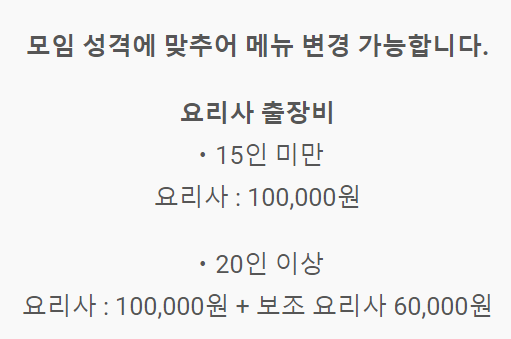 모임 성격에 맞추어 메뉴 변경 가능합니다.
요리사 출장비
• 15인 미만
요리사 : 100,000원
• 20인 이상
요리사 : 100,000원 + 보조 요리사 60,000원